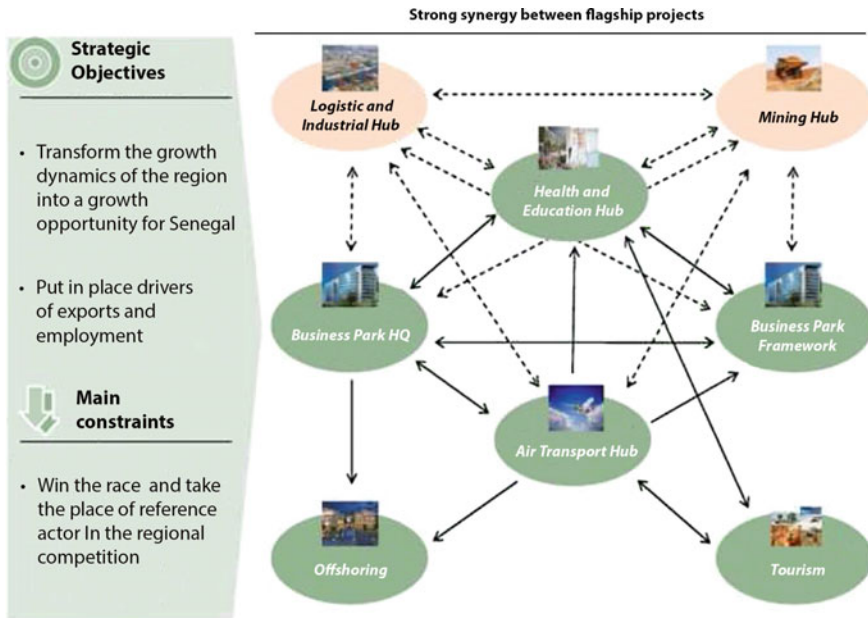 Strong synergy between flagship projects
Strategic
Objectives
• Transform the growth
dynamics of the region
into a growth
opportunity for Senegal
• Put in place drivers
of exports and
employment
Main
constraints
• Win the race and take
the place of reference
actor In the regional
competition
Logistic and
Industrial Hub
Mining Hub
Health and
Education Hub
Business Park HQ
Business Park
Framework
Air Transport Hub
Offshoring
Tourism